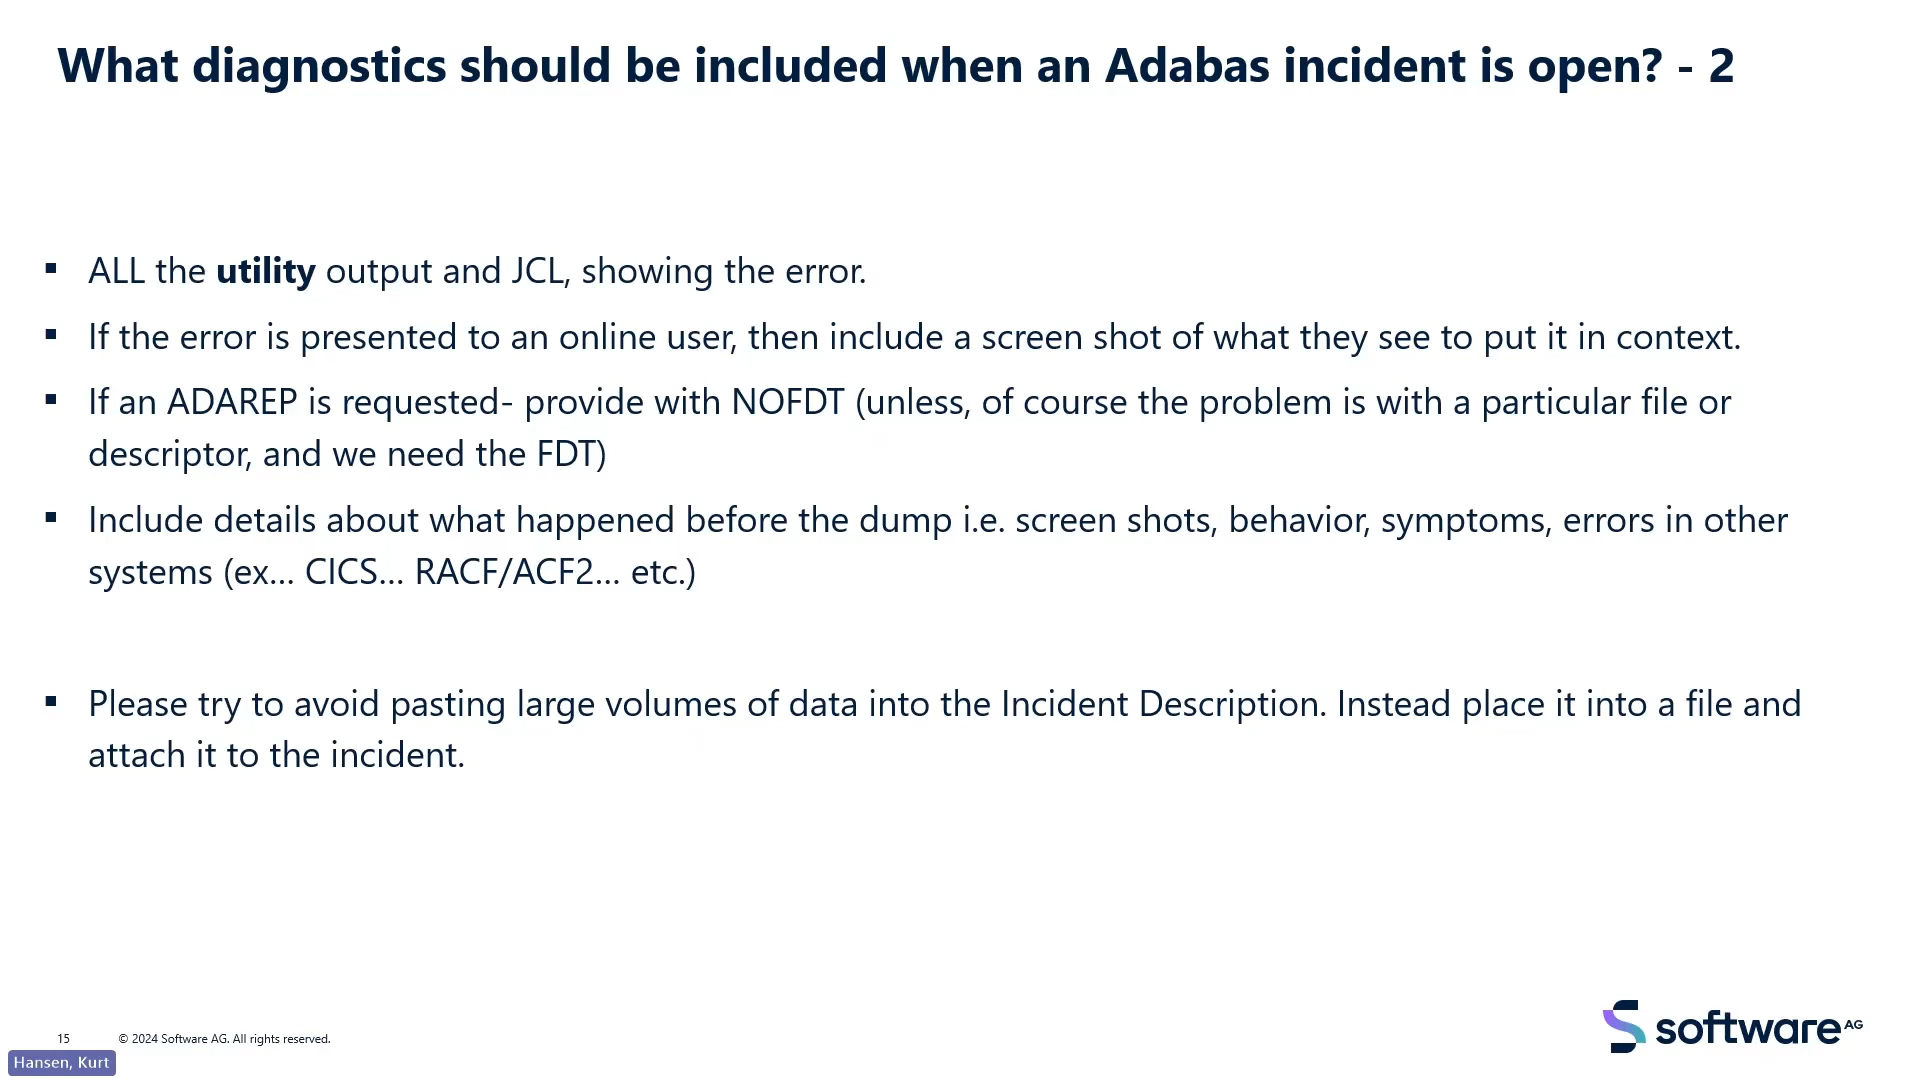 What diagnostics should be included when an Adabas incident is open? - 2
▪ ALL the utility output and JCL, showing the error.
▪ If the error is presented to an online user, then include a screen shot of what they see to put it in context.
▪ If an ADAREP is requested- provide with NOFDT (unless, of course the problem is with a particular file or
descriptor, and we need the FDT)
▪ Include details about what happened before the dump i.e. screen shots, behavior, symptoms, errors in other
systems (ex... CICS... RACF/ACF2... etc.)
▪ Please try to avoid pasting large volumes of data into the Incident Description. Instead place it into a file and
attach it to the incident.
15 © 2024 Software AG. All rights reserved.
software AG
Hansen, Kurt